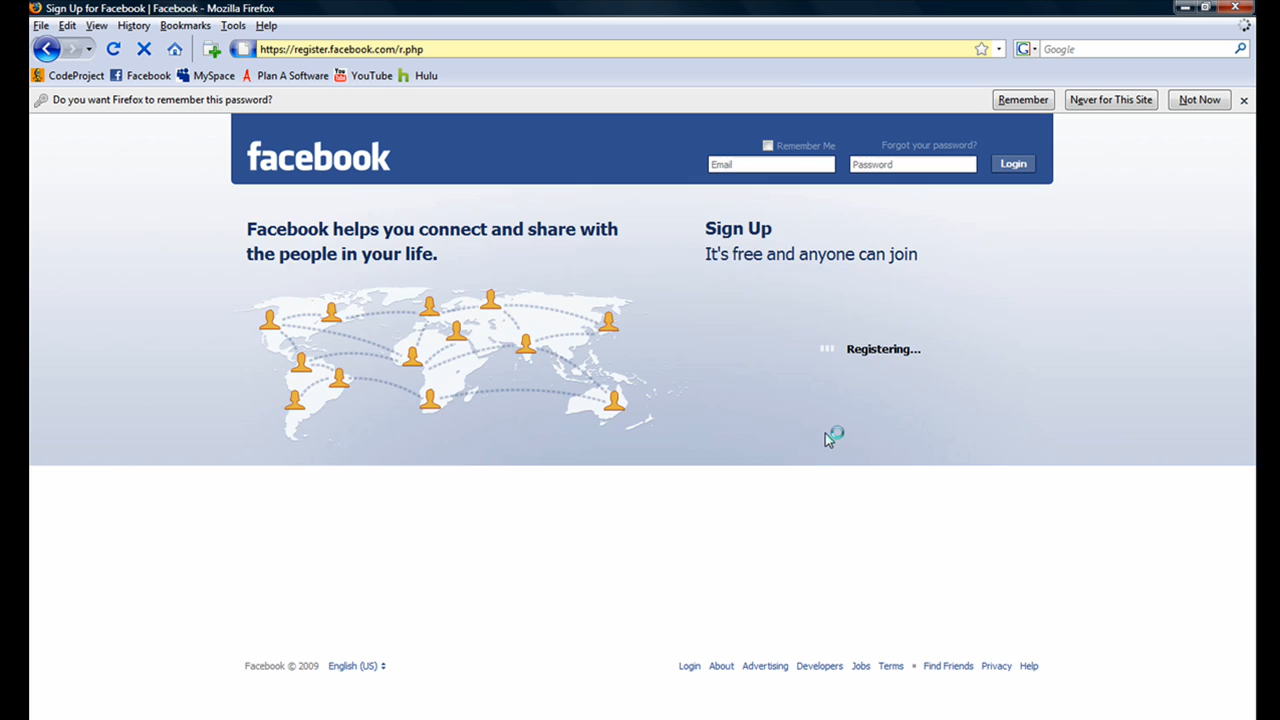 Sign Up for Facebook | Facebook - Mozilla Firefox
File Edit View History Bookmarks Tools Help
https://register.facebook.com/r.php
G Google
CodeProject Facebook MySpace Plan A Software You Tube YouTube h Hulu
Do you want Firefox to remember this password? Remember Never for This Site Not Now
Remember Me Forgot your password?
facebook Email Password Login
Facebook helps you connect and share with
the people in your life.
Sign Up
It's free and anyone can join
Registering...
Facebook © 2009 English (US) Login About Advertising Developers Jobs Terms Find Friends Privacy Help